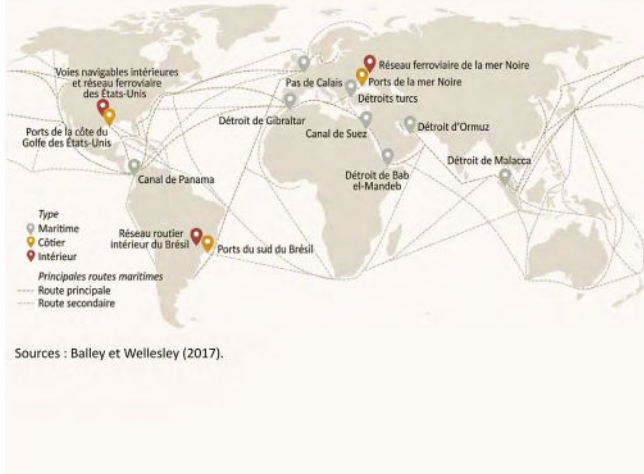 Voies navigables intérieures
et réseau ferroviaire
des États-Unis
Ports de la côte du
Golfe des États-Unis
Canal de Panama
Pas de Calais
Réseau ferroviaire de la mer Noire
Ports de la mer Noire
Détroits turcs
Détroit de Gibraltar
Canal de Suez
Détroit d'Ormuz
Détroit de Bab
el-Mandeb
Détroit de Malacca
Réseau routier
intérieur du Brésil
Ports du sud du Brésil
Type
Maritime
Côtier
Intérieur
Principales routes maritimes
Route principale
Route secondaire
Sources : Balley et Wellesley (2017).